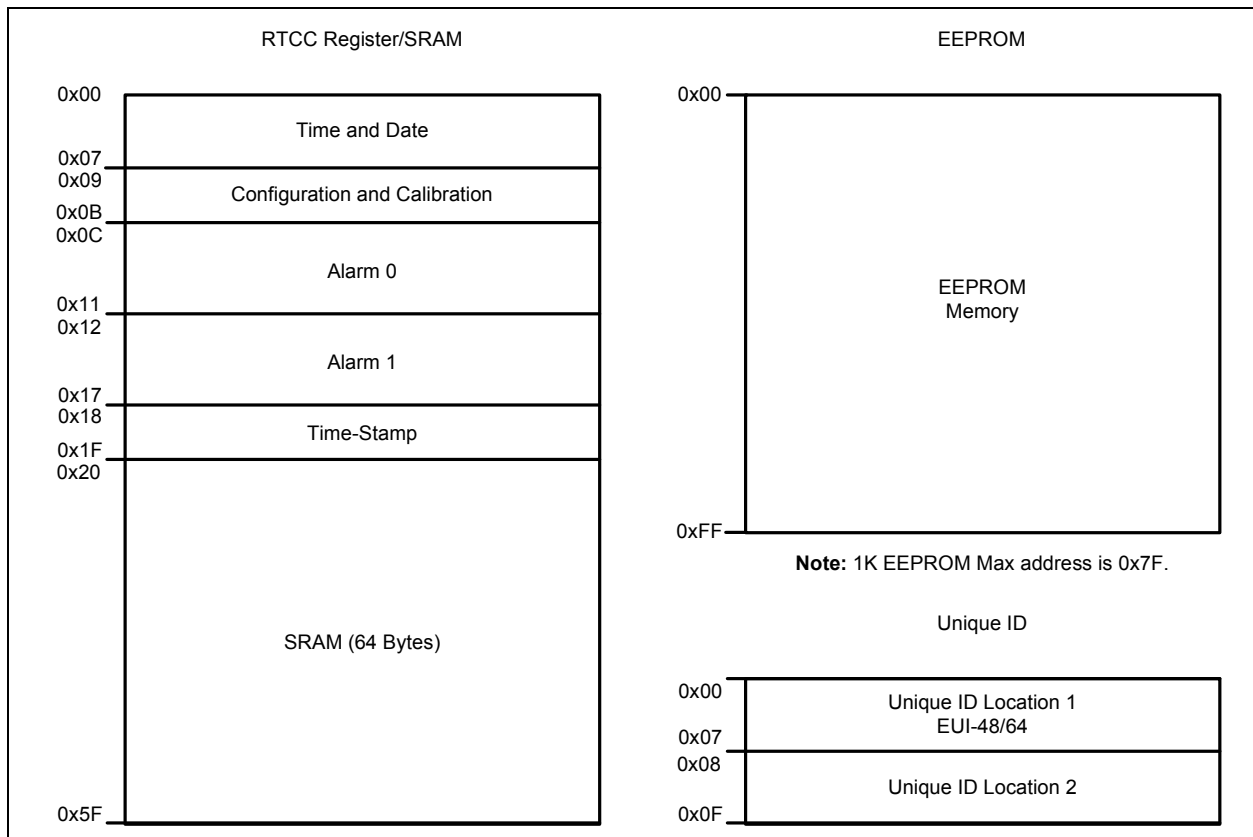 RTCC Register/SRAM
0x00
Time and Date
0x07
0x09
Configuration and Calibration
0x0B
0x0C
Alarm 0
0x11
0x12
Alarm 1
0x17
0x18
Time-Stamp
0x1F
0x20
SRAM (64 Bytes)
0x5F
EEPROM
0x00
EEPROM
Memory
0xFF
Note: 1K EEPROM Max address is 0x7F.
Unique ID
0x00
Unique ID Location 1
EUI-48/64
0x07
0x08
Unique ID Location 2
0x0F